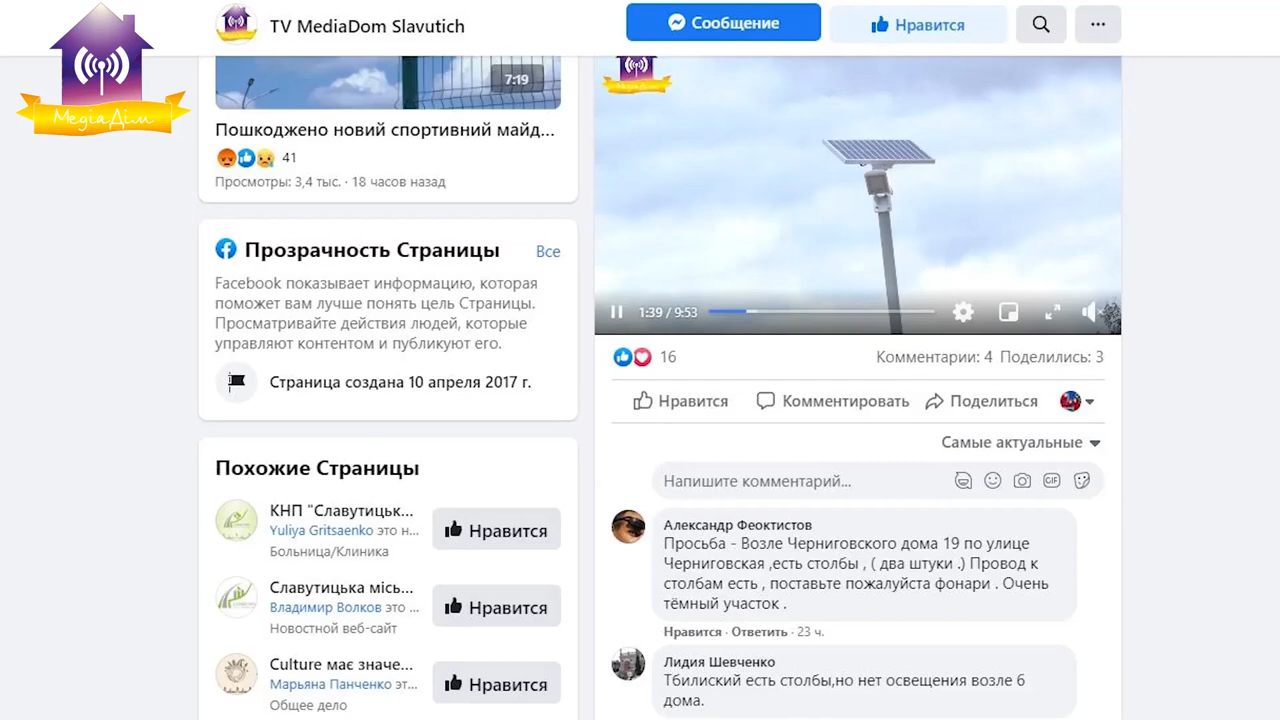 МедіаДім
TV MediaDom Slavutich
Сообщение
Нравится
7:19
Пошкоджено новий спортивний майд...
41
Просмотры: 3,4 тыс. · 18 часов назад
Прозрачность Страницы
Все
Facebook показывает информацию, которая
поможет вам лучше понять цель Страницы.
Просматривайте действия людей, которые
управляют контентом и публикуют его.
Страница создана 10 апреля 2017 г.
Похожие Страницы
КНП "Славутицьк...
Yuliya Gritsaenko это н...
Больница/Клиника
Нравится
Славутицька місь...
Владимир Волков это ...
Новостной веб-сайт
Нравится
Culture має значе...
Марьяна Панченко эт...
Общее дело
Нравится
1:39 / 9:53
16
Комментарии: 4 Поделились: 3
Нравится
Комментировать
Поделиться
Самые актуальные
Напишите комментарий...
GIF
Александр Феоктистов
Просьба - Возле Черниговского дома 19 по улице
Черниговская ,есть столбы , ( два штуки .) Провод к
столбам есть , поставьте пожалуйста фонари . Очень
тёмный участок .
Нравится · Ответить · 23 ч.
Лидия Шевченко
Тбилиский есть столбы,но нет освещения возле 6
дома.